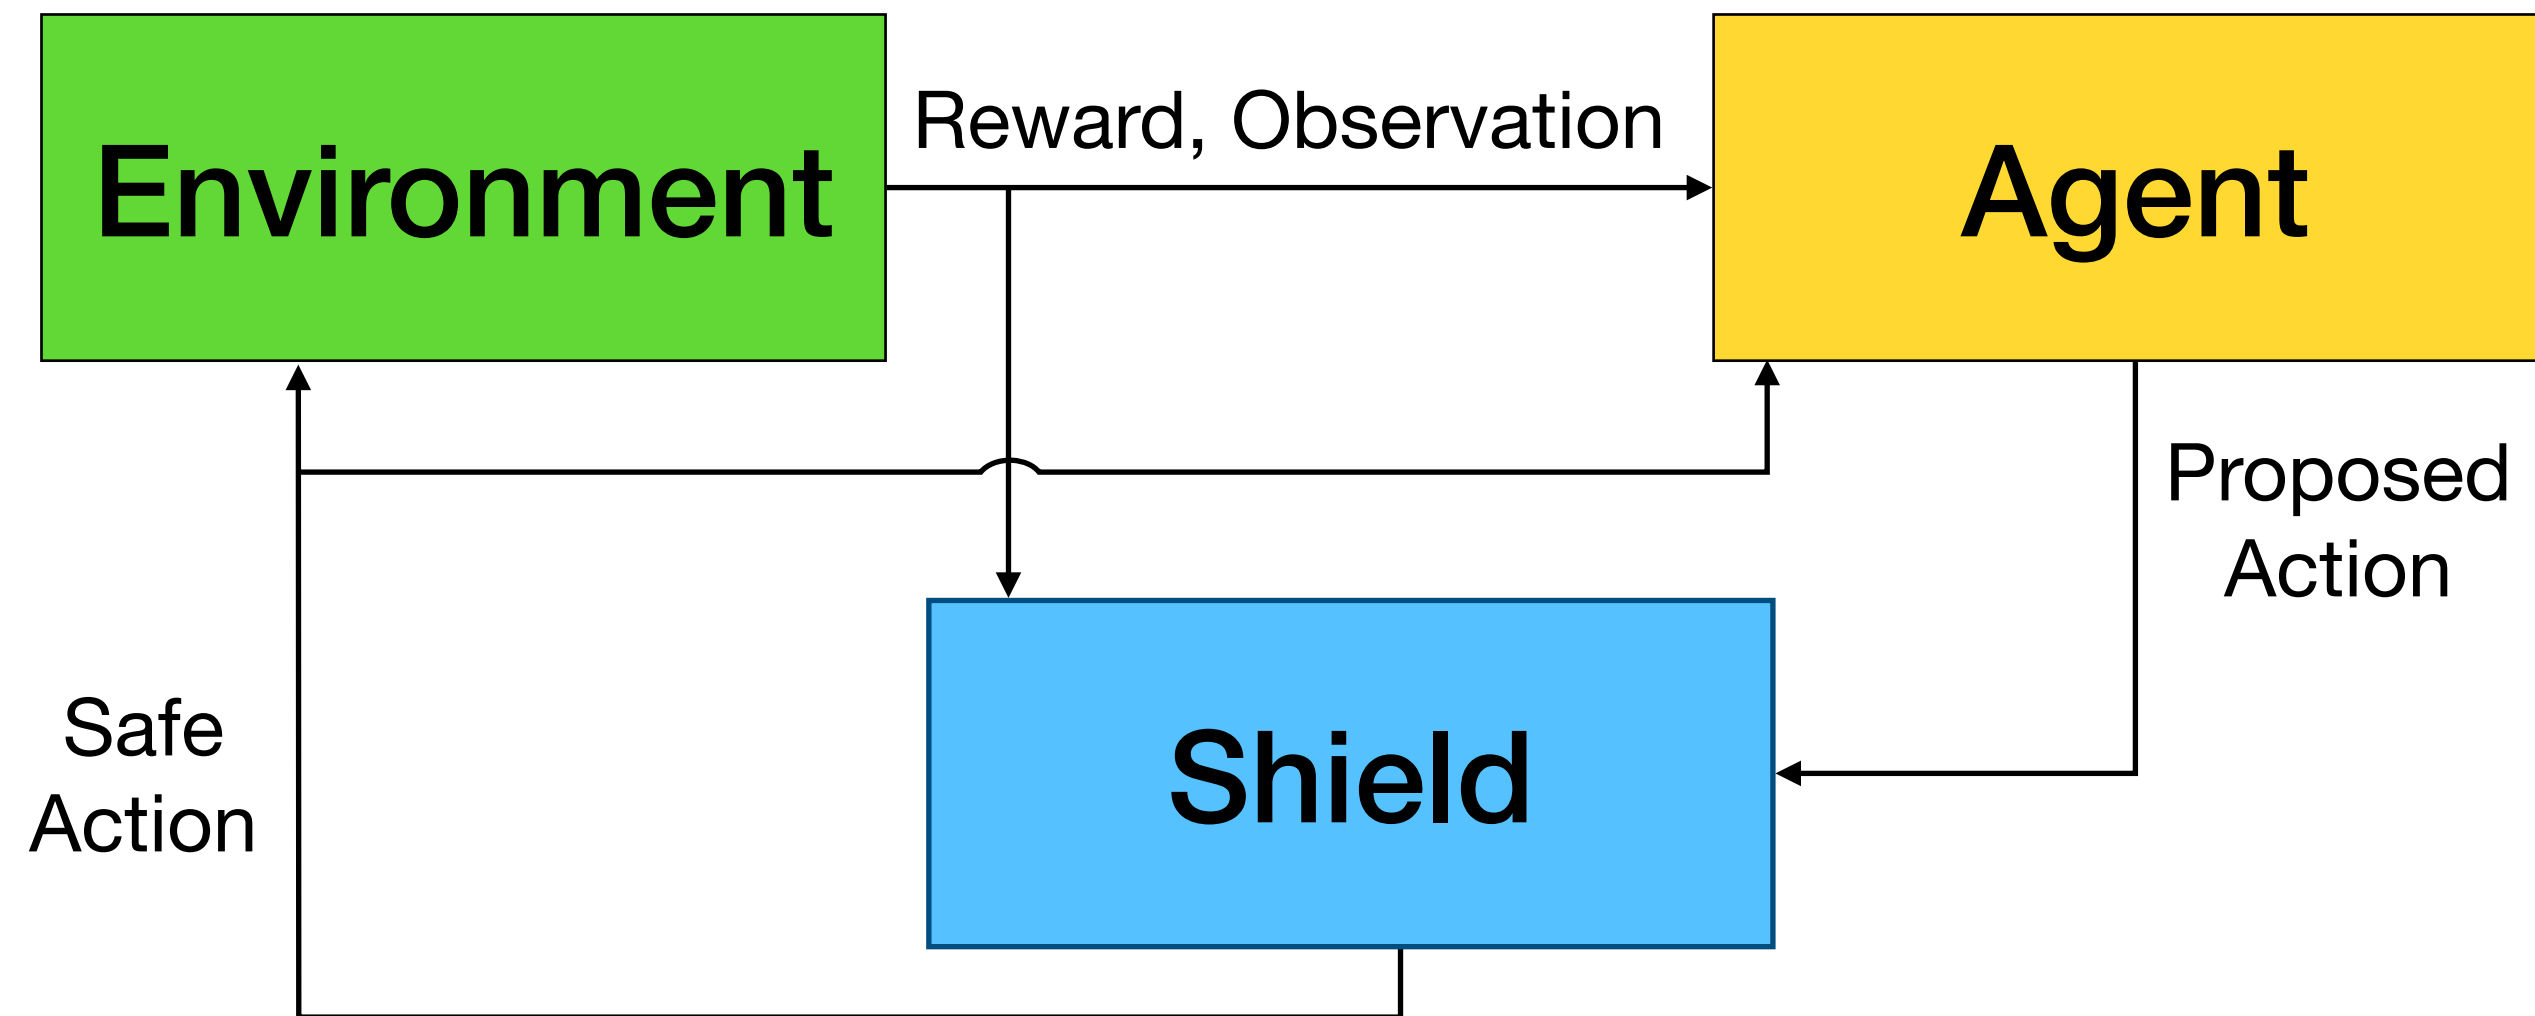 Environment
Reward, Observation
Agent
Proposed
Action
Safe
Action
Shield